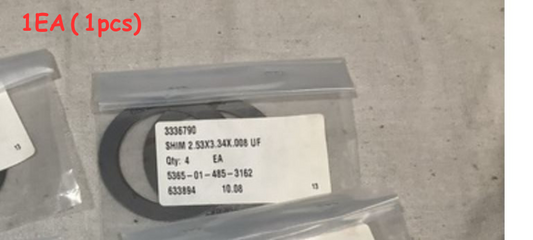 1EA ( 1pcs)
3336790
SHIM 2.53X3.34X.008 UF
Qty: 4 EA
5365-01-485-3162
633894 10.08 13
13